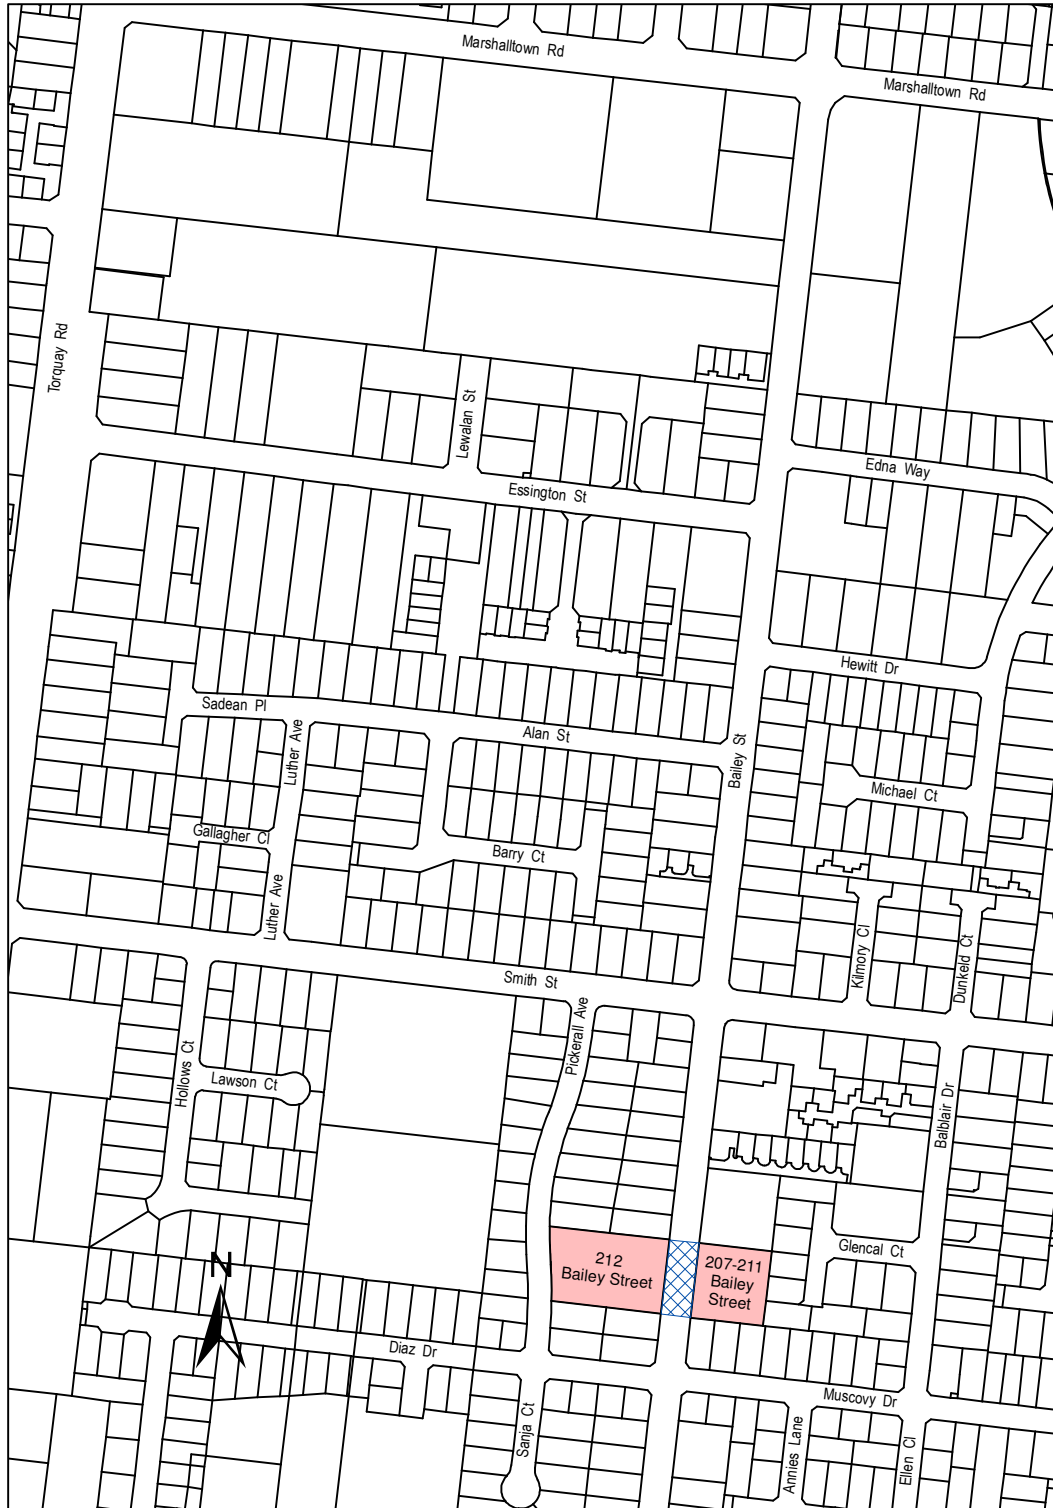 Marshalltown Rd
Marshalltown Rd
Torquay Rd
Lewalan St
Edna Way
Essington St
Hewitt Dr
Sadean Pl
Luther Ave
Alan St
Bailey St
Michael Ct
Gallagher Cl
Barry Ct
Luther Ave
Kilmory Cl
Dunkeld Ct
Smith St
Pickerall Ave
Hollows Ct
Lawson Ct
Balblair Dr
Glencal Ct
212
Bailey Street
207-211
Bailey
Street
N
Diaz Dr
Muscovy Dr
Sanja Ct
Annies Lane
Ellen Cl